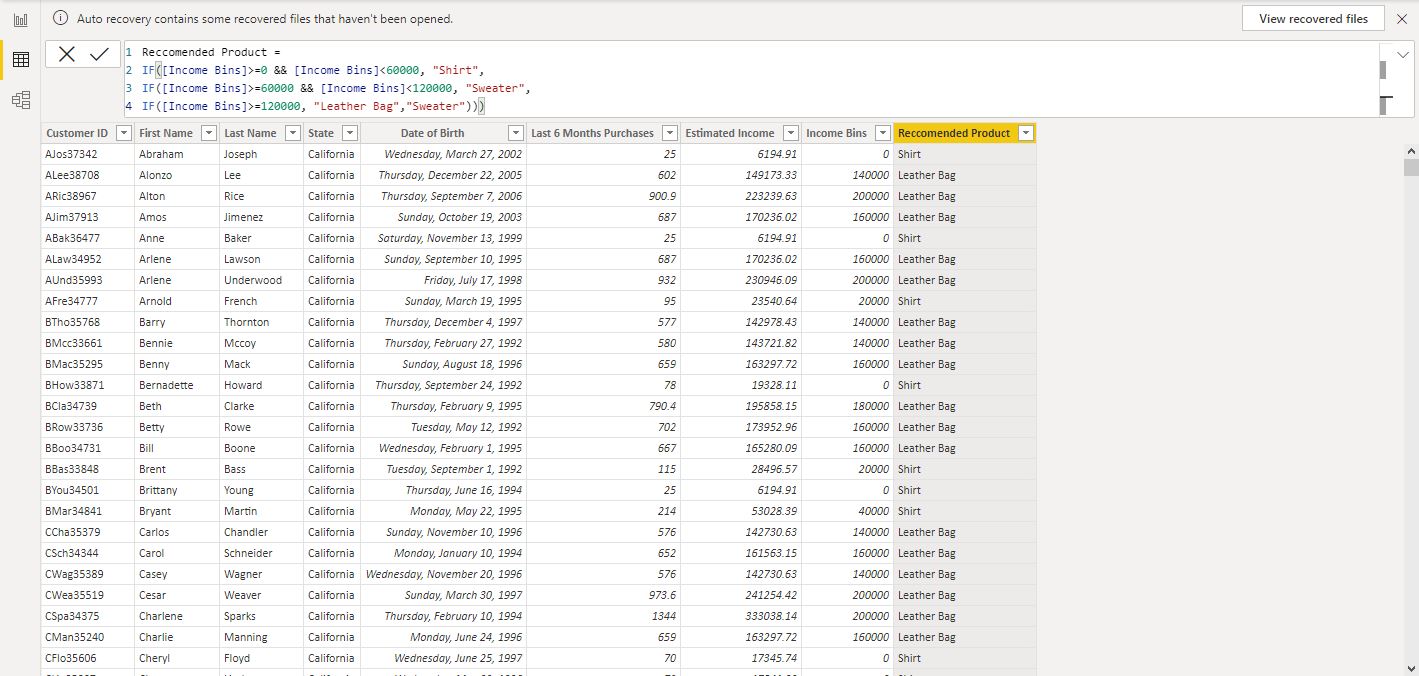 Auto recovery contains some recovered files that haven't been opened.
View recovered files
1 Reccomended Product =
2 IF([Income Bins]>=0 && [Income Bins]<60000, "Shirt",
3 IF([Income Bins]>=60000 && [Income Bins]<120000, "Sweater",
4 IF([Income Bins]>=120000, "Leather Bag","Sweater")))
Customer ID First Name Last Name State Date of Birth Last 6 Months Purchases Estimated Income Income Bins Reccomended Product
AJos37342 Abraham Joseph California Wednesday, March 27, 2002 25 6194.91 0 Shirt
ALee38708 Alonzo Lee California Thursday, December 22, 2005 602 149173.33 140000 Leather Bag
ARic38967 Alton Rice California Thursday, September 7, 2006 900.9 223239.63 200000 Leather Bag
AJim37913 Amos Jimenez California Sunday, October 19, 2003 687 170236.02 160000 Leather Bag
ABak36477 Anne Baker California Saturday, November 13, 1999 25 6194.91 0 Shirt
ALaw34952 Arlene Lawson California Sunday, September 10, 1995 687 170236.02 160000 Leather Bag
AUnd35993 Arlene Underwood California Friday, July 17, 1998 932 230946.09 200000 Leather Bag
AFre34777 Arnold French California Sunday, March 19, 1995 95 23540.64 20000 Shirt
BTho35768 Barry Thornton California Thursday, December 4, 1997 577 142978.43 140000 Leather Bag
BMcc33661 Bennie Mccoy California Thursday, February 27, 1992 580 143721.82 140000 Leather Bag
BMac35295 Benny Mack California Sunday, August 18, 1996 659 163297.72 160000 Leather Bag
BHow33871 Bernadette Howard California Thursday, September 24, 1992 78 19328.11 0 Shirt
BCla34739 Beth Clarke California Thursday, February 9, 1995 790.4 195858.15 180000 Leather Bag
BRow33736 Betty Rowe California Tuesday, May 12, 1992 702 173952.96 160000 Leather Bag
BBoo34731 Bill Boone California Wednesday, February 1, 1995 667 165280.09 160000 Leather Bag
BBas33848 Brent Bass California Tuesday, September 1, 1992 115 28496.57 20000 Shirt
BYou34501 Brittany Young California Thursday, June 16, 1994 25 6194.91 0 Shirt
BMar34841 Bryant Martin California Monday, May 22, 1995 214 53028.39 40000 Shirt
CCha35379 Carlos Chandler California Sunday, November 10, 1996 576 142730.63 140000 Leather Bag
CSch34344 Carol Schneider California Monday, January 10, 1994 652 161563.15 160000 Leather Bag
CWag35389 Casey Wagner California Wednesday, November 20, 1996 576 142730.63 140000 Leather Bag
CWea35519 Cesar Weaver California Sunday, March 30, 1997 973.6 241254.42 200000 Leather Bag
CSpa34375 Charlene Sparks California Thursday, February 10, 1994 1344 333038.14 200000 Leather Bag
CMan35240 Charlie Manning California Monday, June 24, 1996 659 163297.72 160000 Leather Bag
CFlo35606 Cheryl Floyd California Wednesday, June 25, 1997 70 17345.74 0 Shirt